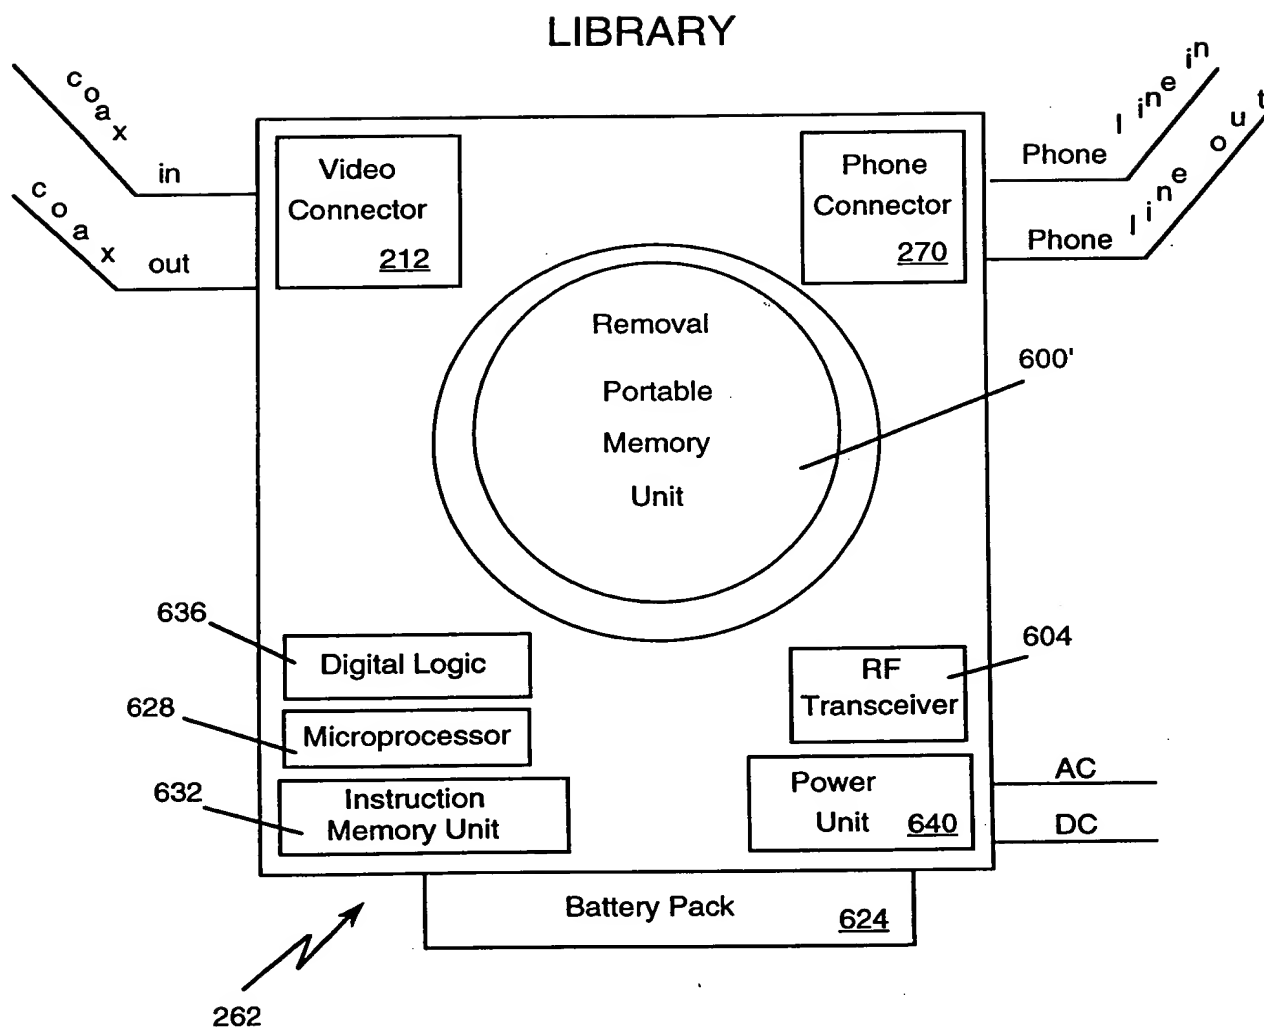 LIBRARY
coax in
coax out
Video
Connector
212
Phone
Connector
270
Phone line in
Phone line out
Removal
Portable
Memory
Unit
600'
636
Digital Logic
628
Microprocessor
632
Instruction
Memory Unit
604
RF
Transceiver
Power
Unit 640
AC
DC
Battery Pack 624
262